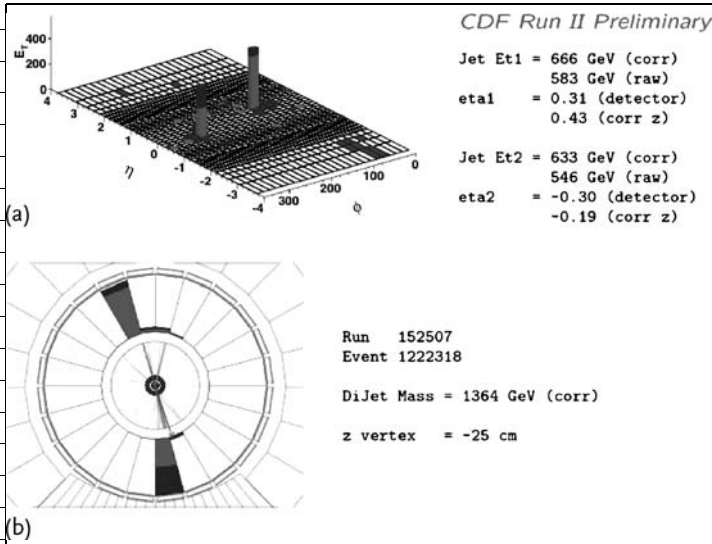 CDF Run II Preliminary
600
400
200
0
E_T
4
3
2
1
0
-1
-2
-3
-4
η
300
200
100
0
φ
(a)
Jet Et1 = 666 GeV (corr)
583 GeV (raw)
eta1 = 0.31 (detector)
0.43 (corr z)
Jet Et2 = 633 GeV (corr)
546 GeV (raw)
eta2 = -0.30 (detector)
-0.19 (corr z)
Run 152507
Event 1222318
DiJet Mass = 1364 GeV (corr)
z vertex = -25 cm
(b)